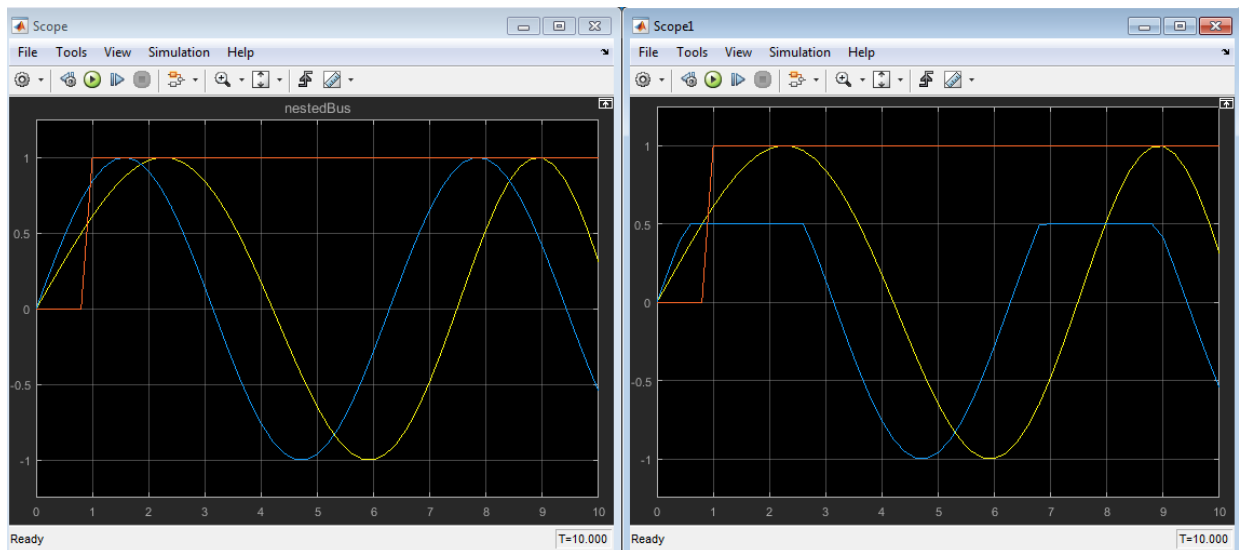 Scope
File Tools View Simulation Help
nestedBus
1
0.5
0
-0.5
-1
0 1 2 3 4 5 6 7 8 9 10
Ready T=10.000
Scope1
File Tools View Simulation Help
1
0.5
0
-0.5
-1
0 1 2 3 4 5 6 7 8 9 10
Ready T=10.000